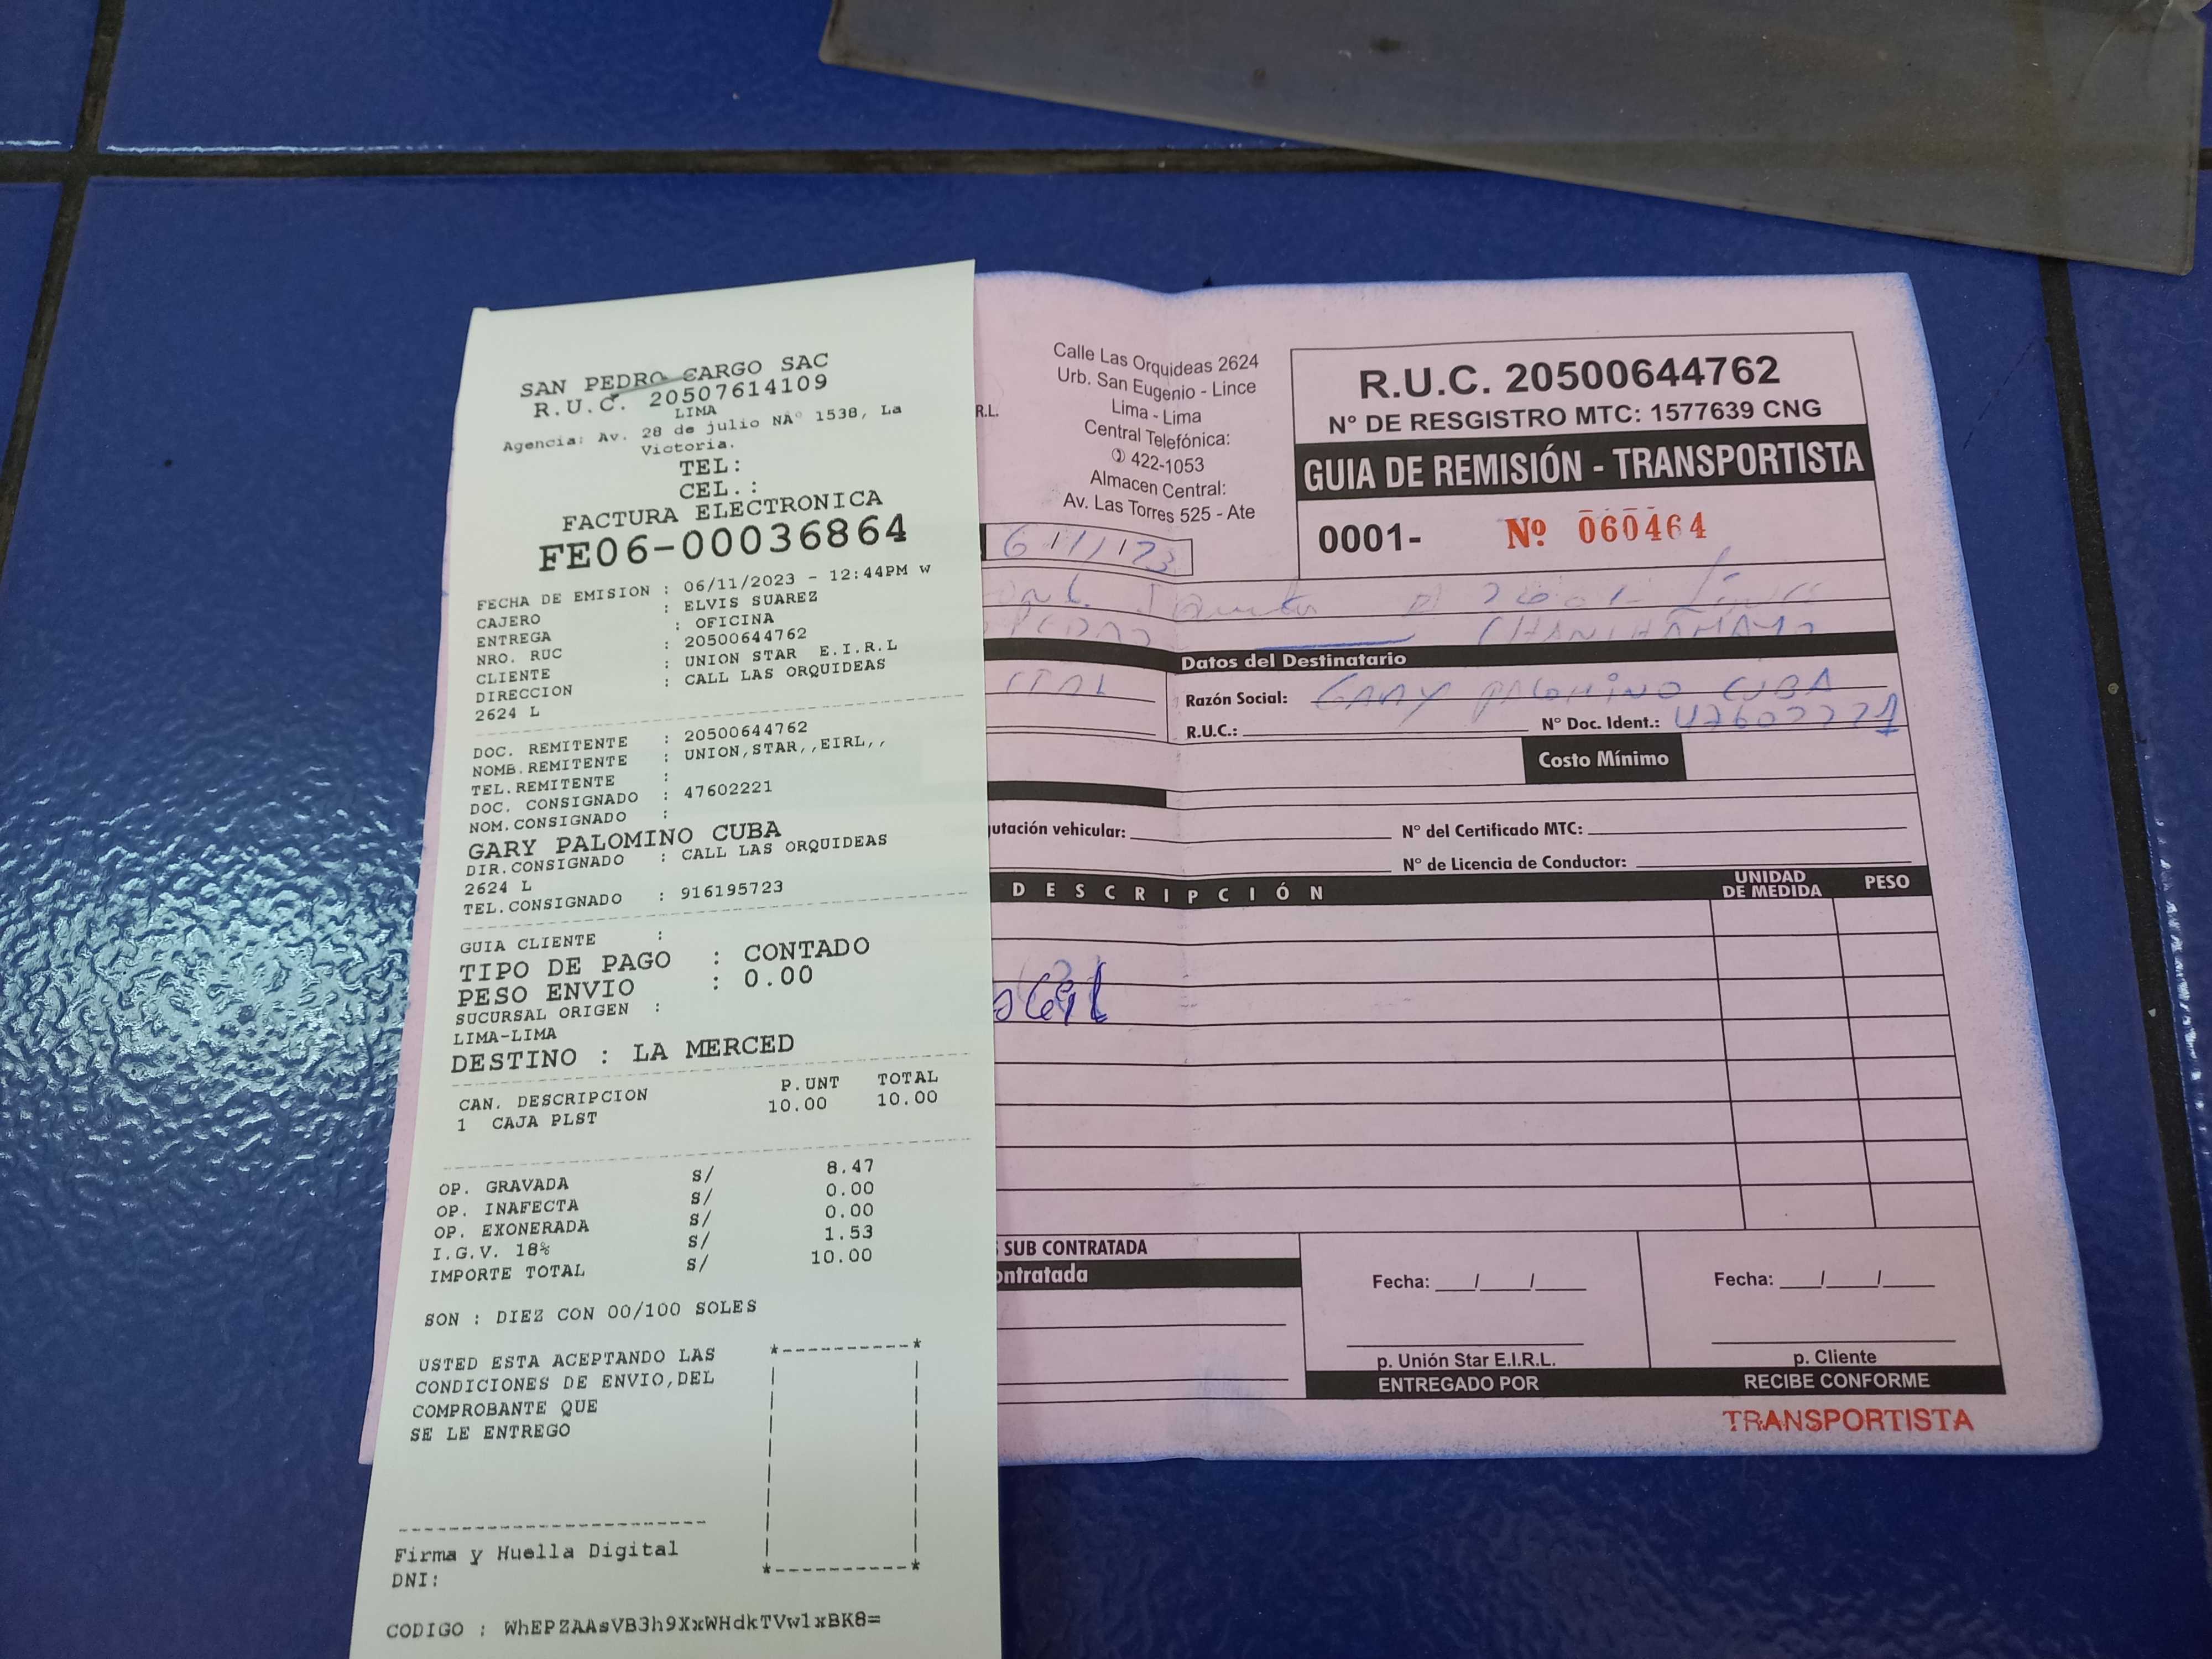 SAN PEDRO CARGO SAC
R.U.C. 20507614109
LIMA
Agencia: Av. 28 de julio NÂ° 1538, La
Victoria.
TEL:
CEL.:
FACTURA ELECTRONICA
FE06-00036864
FECHA DE EMISION : 06/11/2023 - 12:44PM w
CAJERO : ELVIS SUAREZ
ENTREGA : OFICINA
NRO. RUC : 20500644762
CLIENTE : UNION STAR E.I.R.L
DIRECCION : CALL LAS ORQUIDEAS
2624 L
DOC. REMITENTE : 20500644762
NOMB.REMITENTE : UNION,STAR,,EIRL,,
TEL.REMITENTE :
DOC. CONSIGNADO : 47602221
NOM.CONSIGNADO :
GARY PALOMINO CUBA
DIR.CONSIGNADO : CALL LAS ORQUIDEAS
2624 L
TEL.CONSIGNADO : 916195723
GUIA CLIENTE :
TIPO DE PAGO : CONTADO
PESO ENVIO : 0.00
SUCURSAL ORIGEN :
LIMA-LIMA
DESTINO : LA MERCED
CAN. DESCRIPCION P.UNT TOTAL
1 CAJA PLST 10.00 10.00
OP. GRAVADA S/ 8.47
OP. INAFECTA S/ 0.00
OP. EXONERADA S/ 0.00
I.G.V. 18% S/ 1.53
IMPORTE TOTAL S/ 10.00
SON : DIEZ CON 00/100 SOLES
USTED ESTA ACEPTANDO LAS
CONDICIONES DE ENVIO,DEL
COMPROBANTE QUE
SE LE ENTREGO
Firma y Huella Digital
DNI:
CODIGO : WhEPZAAsVB3h9XxWHdkTVw1xBK8=
R.L.
Calle Las Orquideas 2624
Urb. San Eugenio - Lince
Lima - Lima
Central Telefónica:
422-1053
Almacen Central:
Av. Las Torres 525 - Ate
R.U.C. 20500644762
N° DE RESGISTRO MTC: 1577639 CNG
GUIA DE REMISIÓN - TRANSPORTISTA
0001- Nº 060464
6/11/23
CHANCHAMAYO
Datos del Destinatario
Razón Social: GARY PALOMINO CUBA
R.U.C.: N° Doc. Ident.: 47602221
Costo Mínimo
utación vehicular: N° del Certificado MTC:
N° de Licencia de Conductor:
DESCRIPCIÓN UNIDAD DE MEDIDA PESO
SUB CONTRATADA
ontratada
Fecha: / / Fecha: / /
p. Unión Star E.I.R.L. p. Cliente
ENTREGADO POR RECIBE CONFORME
TRANSPORTISTA